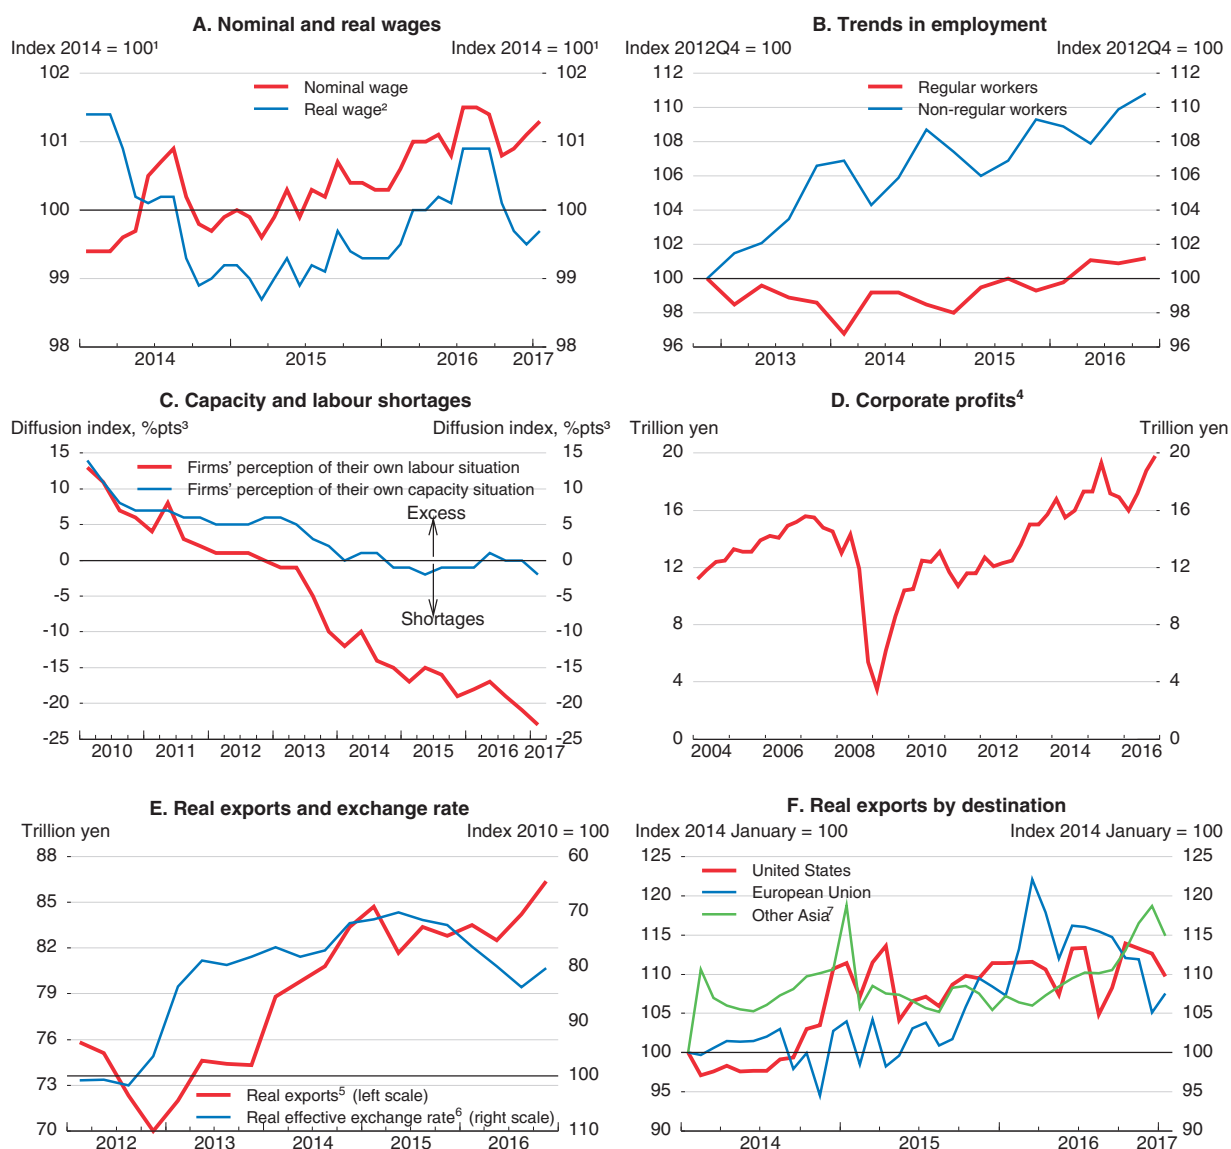 A. Nominal and real wages
Index 2014 = 100¹ Index 2014 = 100¹
102 102
Nominal wage
Real wage²
101 101
100 100
99 99
98 98
2014 2015 2016 2017
B. Trends in employment
Index 2012Q4 = 100 Index 2012Q4 = 100
112 112
Regular workers
110 110
Non-regular workers
108 108
106 106
104 104
102 102
100 100
98 98
96 96
2013 2014 2015 2016
C. Capacity and labour shortages
Diffusion index, %pts³ Diffusion index, %pts³
15 15
Firms' perception of their own labour situation
10 10
Firms' perception of their own capacity situation
Excess
5 5
0 0
-5 -5
Shortages
-10 -10
-15 -15
-20 -20
-25 -25
2010 2011 2012 2013 2014 2015 2016 2017
D. Corporate profits⁴
Trillion yen Trillion yen
20 20
16 16
12 12
8 8
4 4
0 0
2004 2006 2008 2010 2012 2014 2016
E. Real exports and exchange rate
Trillion yen Index 2010 = 100
88 60
85 70
82 80
79 90
76 100
73
Real exports⁵ (left scale)
Real effective exchange rate⁶ (right scale)
70 110
2012 2013 2014 2015 2016
F. Real exports by destination
Index 2014 January = 100 Index 2014 January = 100
125 125
United States
120 120
European Union
Other Asia⁷
115 115
110 110
105 105
100 100
95 95
90 90
2014 2015 2016 2017